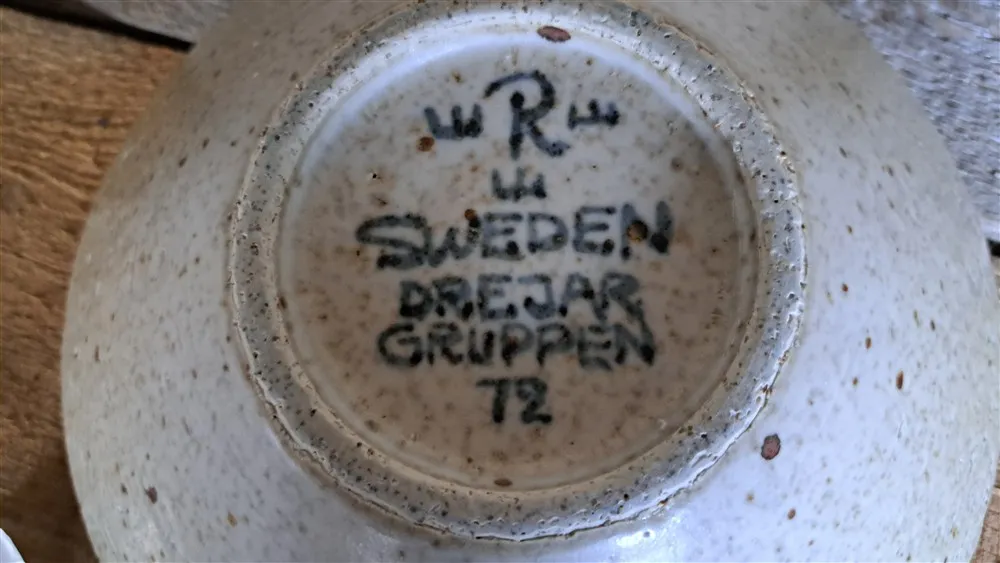 R
SWEDEN
DREJAR
GRUPPEN
72